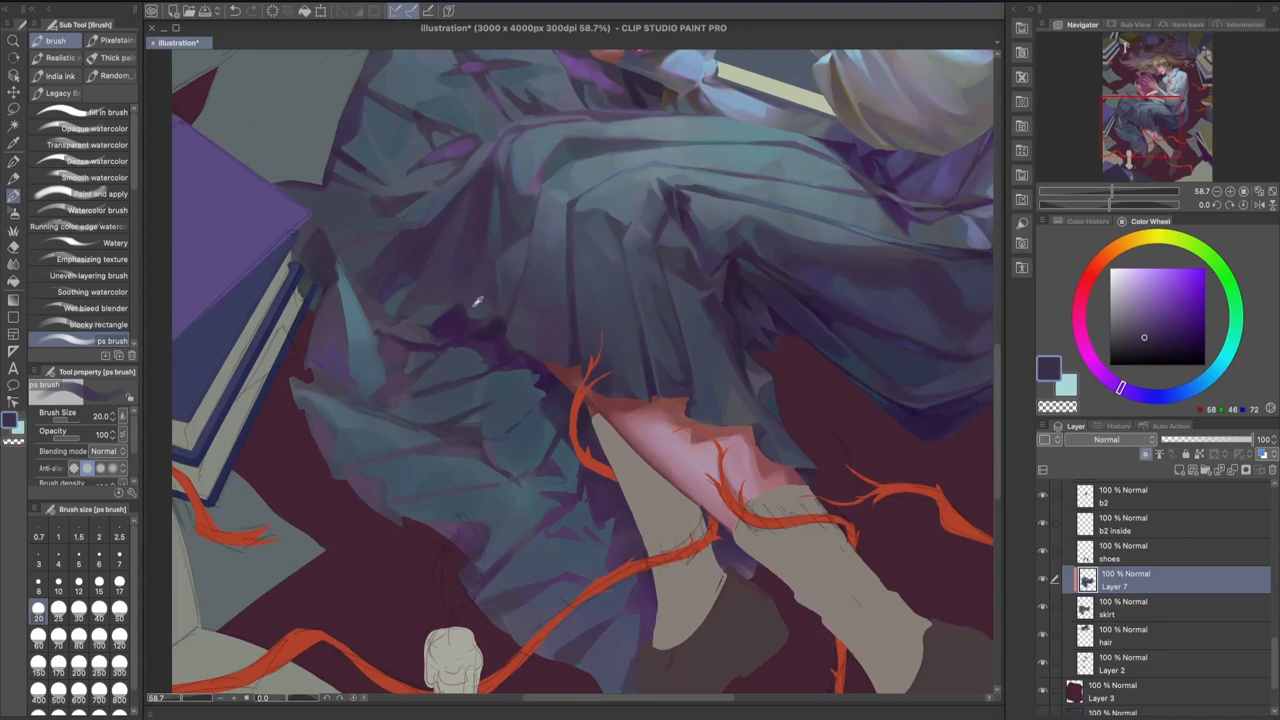 illustration* (3000 x 4000px 300dpi 58.7%) - CLIP STUDIO PAINT PRO
illustration*
Sub Tool [Brush]
brush
Pixelstain
Realistic
Thick pain
India ink
Random_
Legacy B
fill in brush
Opaque watercolor
Transparent watercolor
Dense watercolor
Smooth watercolor
Paint and apply
Watercolor brush
Running color edge waterco
Watery
Emphasizing texture
Uneven layering brush
Soothing watercolor
Wet bleed blender
blocky rectangle
ps brush
Tool property [ps brush]
ps brush
Brush Size 20.0
Opacity 100
Blending mode Normal
Anti-alia
Brush density
Brush size [ps brush]
0.7 1 1.5 2 2.5
3 4 5 6 7
8 10 12 15 17
20 25 30 40 50
60 70 80 100 120
150 170 200 250 300
400 500 600 700 800
58.7 0.0
Navigator
Sub View
Item bank
Information
58.7
0.0
Color History
Color Wheel
58 46 72
Layer
History
Auto Action
Normal 100
100 % Normal
b2
100 % Normal
b2 inside
100 % Normal
shoes
100 % Normal
Layer 7
100 % Normal
skirt
100 % Normal
hair
100 % Normal
Layer 2
100 % Normal
Layer 3
100 % Normal